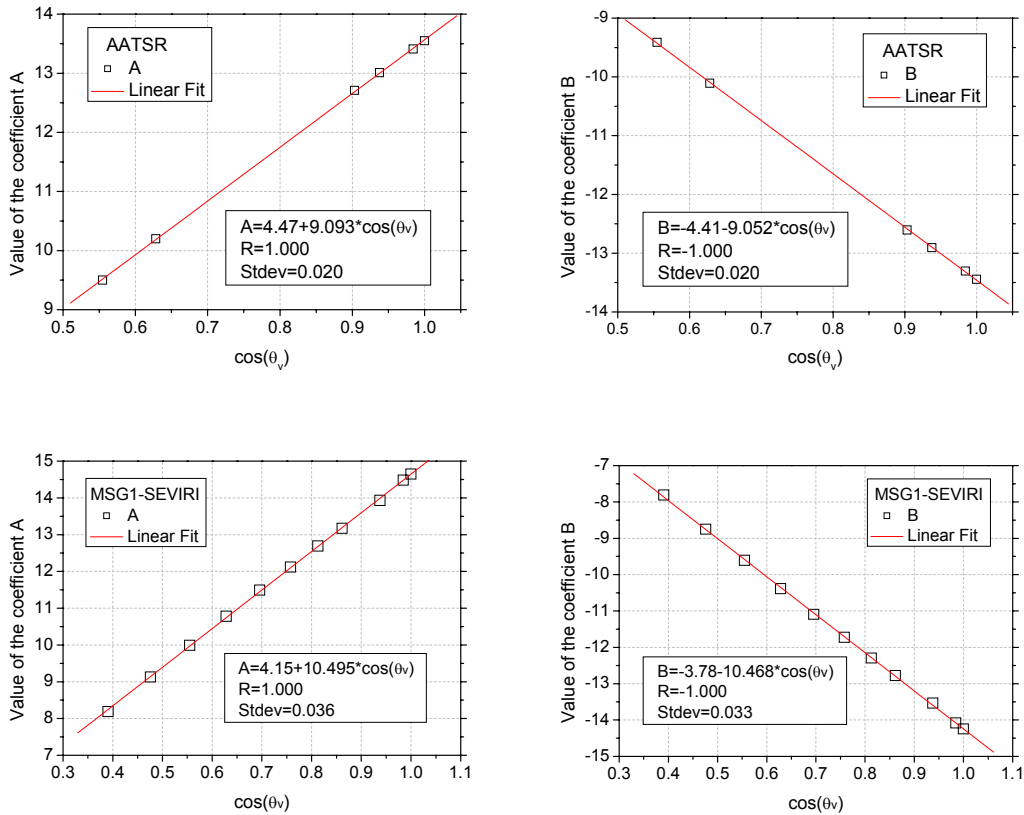 Value of the coefficient A
14
13
12
11
10
9
AATSR
A
Linear Fit
A=4.47+9.093*cos(θv)
R=1.000
Stdev=0.020
0.5 0.6 0.7 0.8 0.9 1.0
cos(θv)
Value of the coefficient B
-9
-10
-11
-12
-13
-14
AATSR
B
Linear Fit
B=-4.41-9.052*cos(θv)
R=-1.000
Stdev=0.020
0.5 0.6 0.7 0.8 0.9 1.0
cos(θv)
Value of the coefficient A
15
14
13
12
11
10
9
8
7
MSG1-SEVIRI
A
Linear Fit
A=4.15+10.495*cos(θv)
R=1.000
Stdev=0.036
0.3 0.4 0.5 0.6 0.7 0.8 0.9 1.0 1.1
cos(θv)
Value of the coefficient B
-7
-8
-9
-10
-11
-12
-13
-14
-15
MSG1-SEVIRI
B
Linear Fit
B=-3.78-10.468*cos(θv)
R=-1.000
Stdev=0.033
0.3 0.4 0.5 0.6 0.7 0.8 0.9 1.0 1.1
cos(θv)